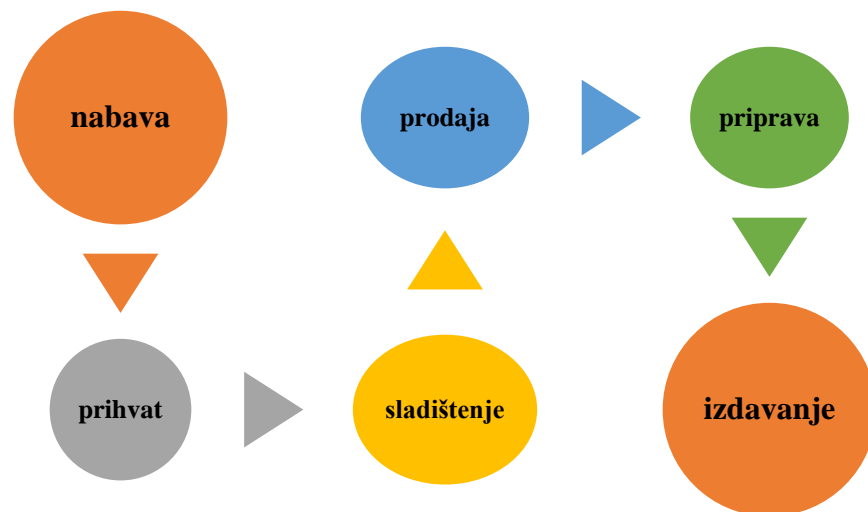 nabava
prihvat
sladištenje
prodaja
priprava
izdavanje